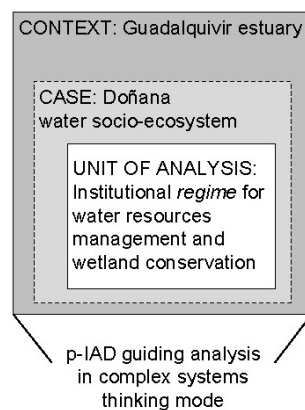 CONTEXT: Guadalquivir estuary
CASE: Doñana
water socio-ecosystem
UNIT OF ANALYSIS:
Institutional regime for
water resources
management and
wetland conservation
p-IAD guiding analysis
in complex systems
thinking mode